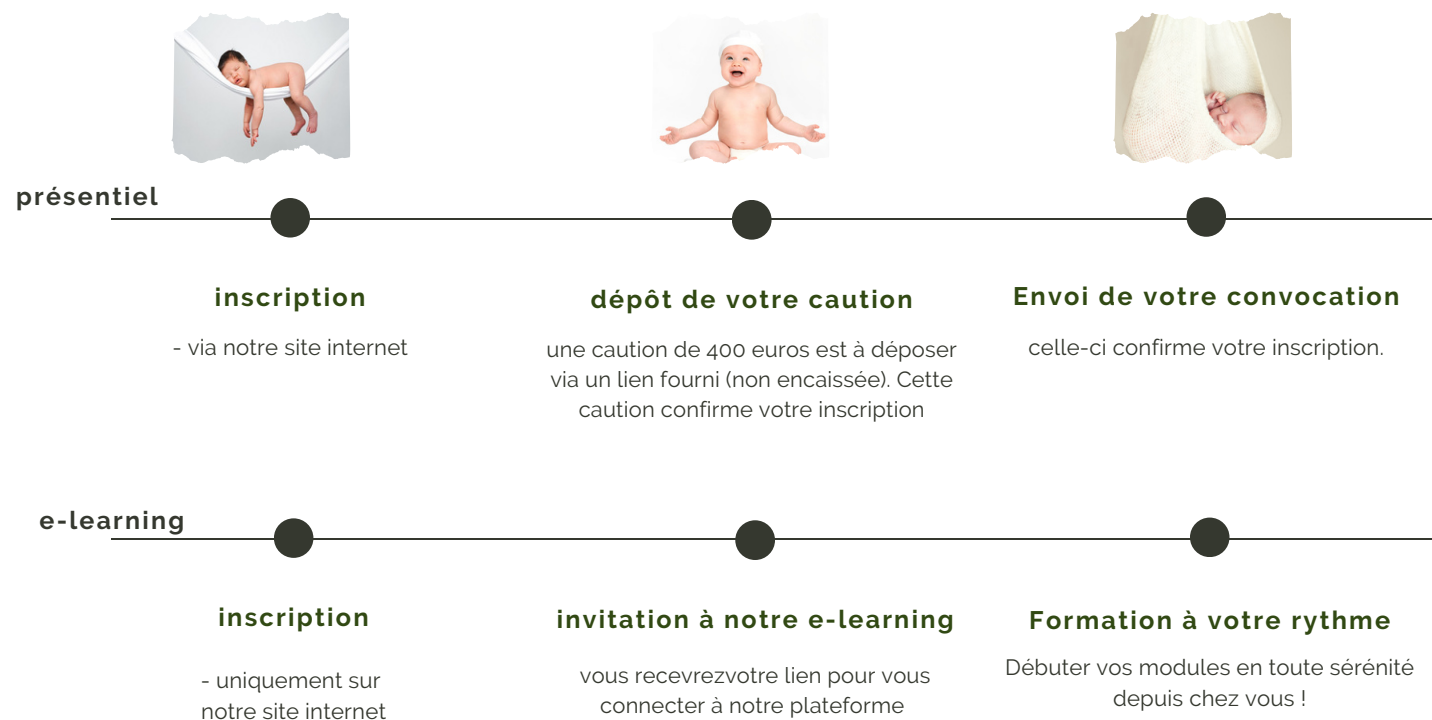 présentiel
inscription
- via notre site internet
dépôt de votre caution
une caution de 400 euros est à déposer
via un lien fourni (non encaissée). Cette
caution confirme votre inscription
Envoi de votre convocation
celle-ci confirme votre inscription.
e-learning
inscription
- uniquement sur
notre site internet
invitation à notre e-learning
vous recevrezvotre lien pour vous
connecter à notre plateforme
Formation à votre rythme
Débuter vos modules en toute sérénité
depuis chez vous !